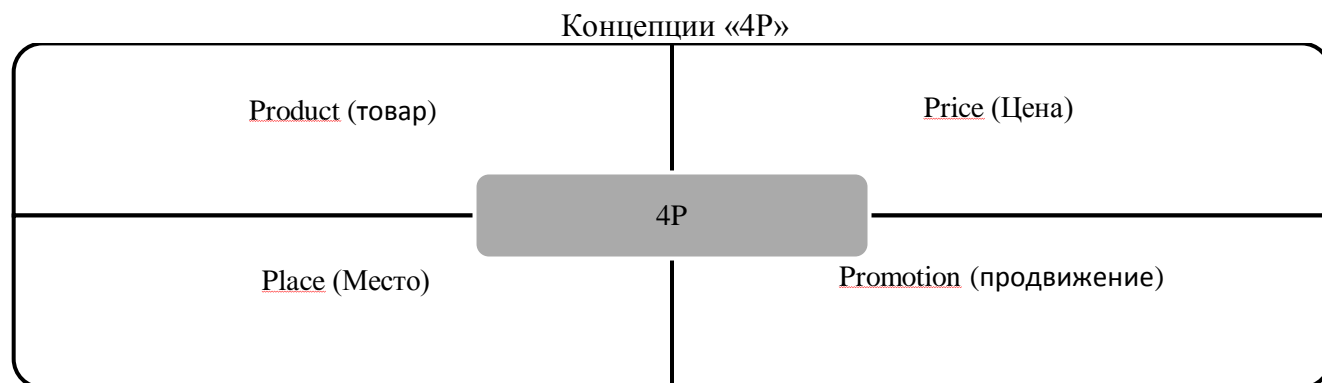 Концепции «4P»
Product (товар)
Price (Цена)
4P
Place (Место)
Promotion (продвижение)